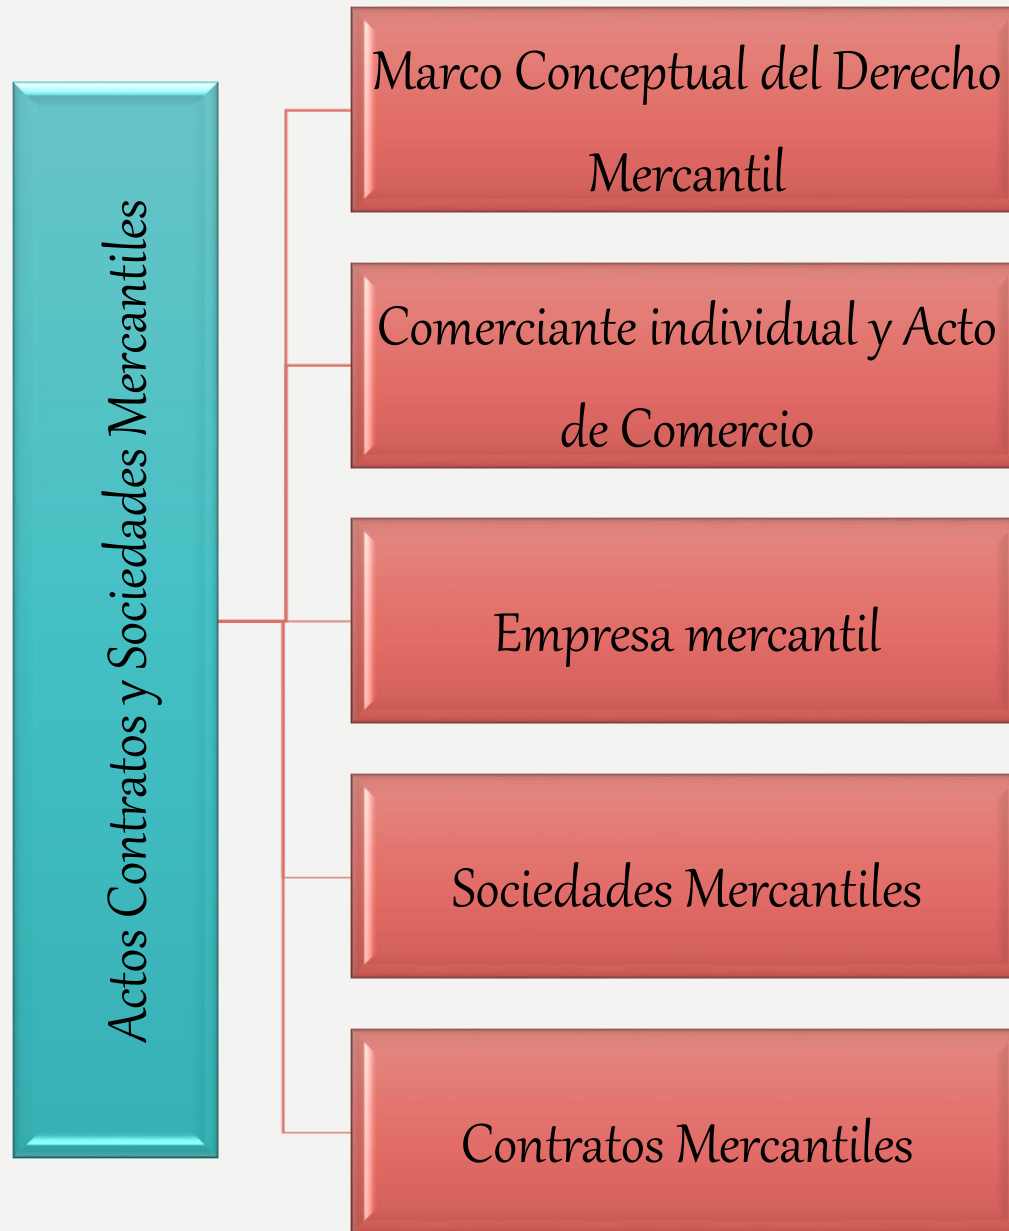 Actos Contratos y Sociedades Mercantiles
Marco Conceptual del Derecho
Mercantil
Comerciante individual y Acto
de Comercio
Empresa mercantil
Sociedades Mercantiles
Contratos Mercantiles